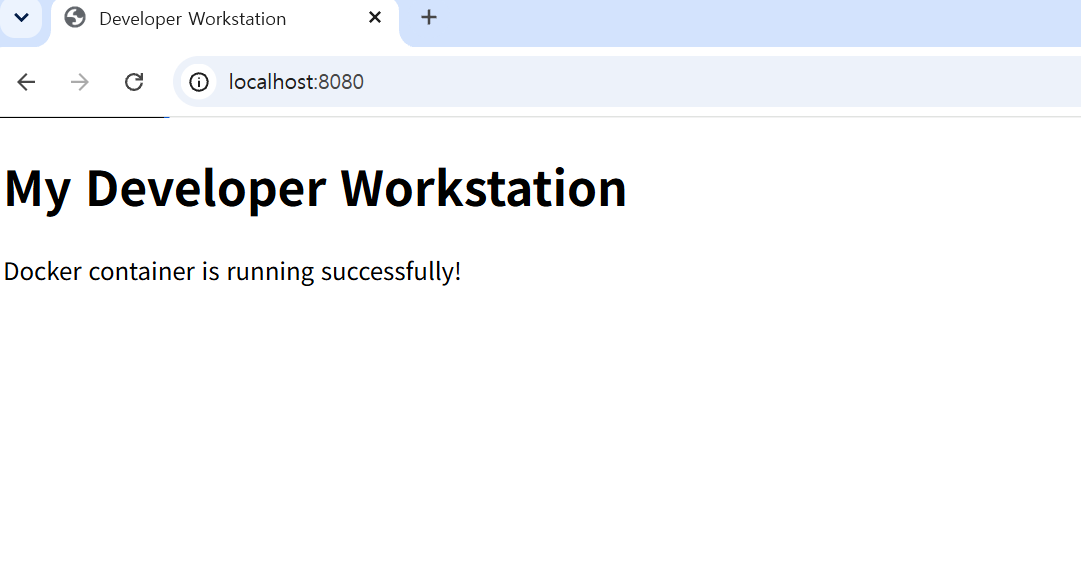 Developer Workstation
localhost:8080
My Developer Workstation
Docker container is running successfully!